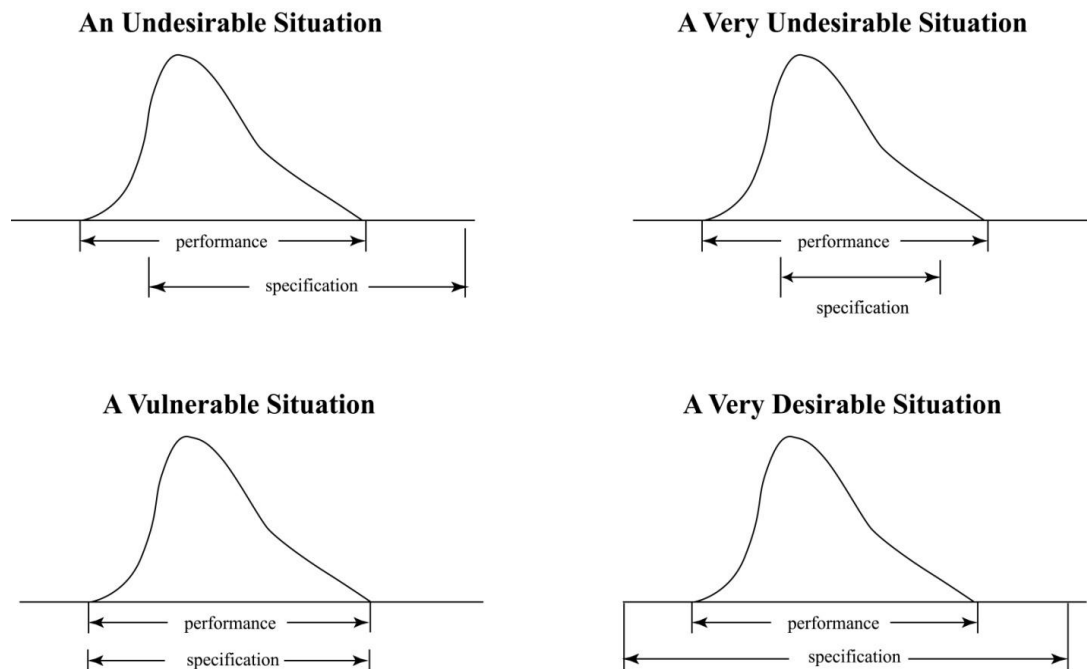 An Undesirable Situation
performance
specification
A Very Undesirable Situation
performance
specification
A Vulnerable Situation
performance
specification
A Very Desirable Situation
performance
specification